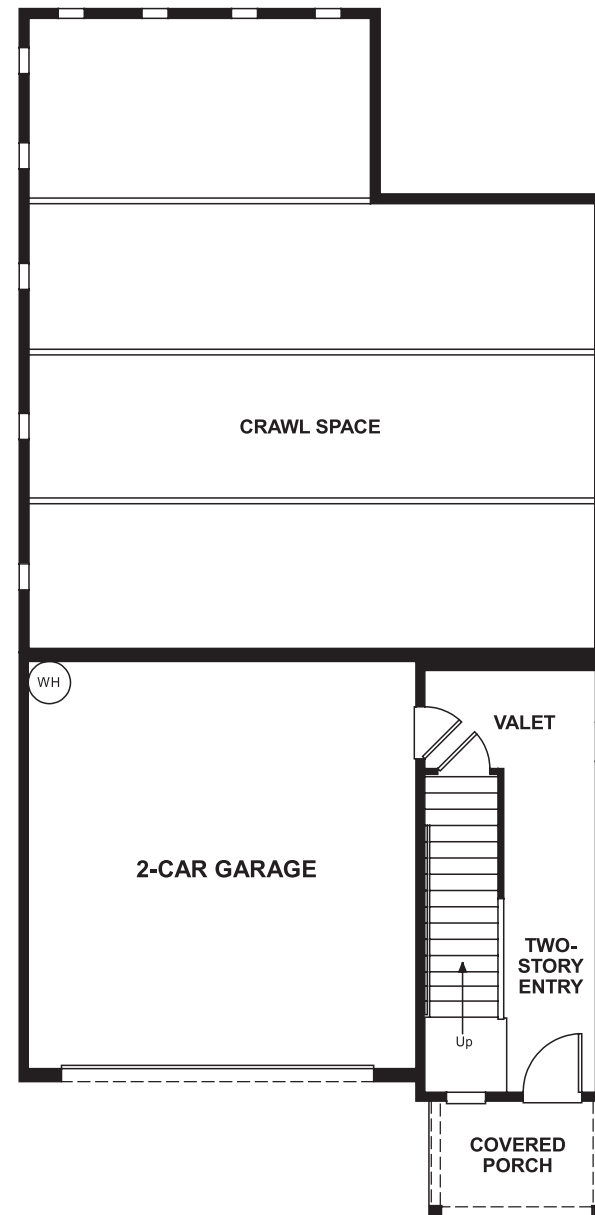 CRAWL SPACE
WH
VALET
2-CAR GARAGE
TWO-
STORY
ENTRY
Up
COVERED
PORCH